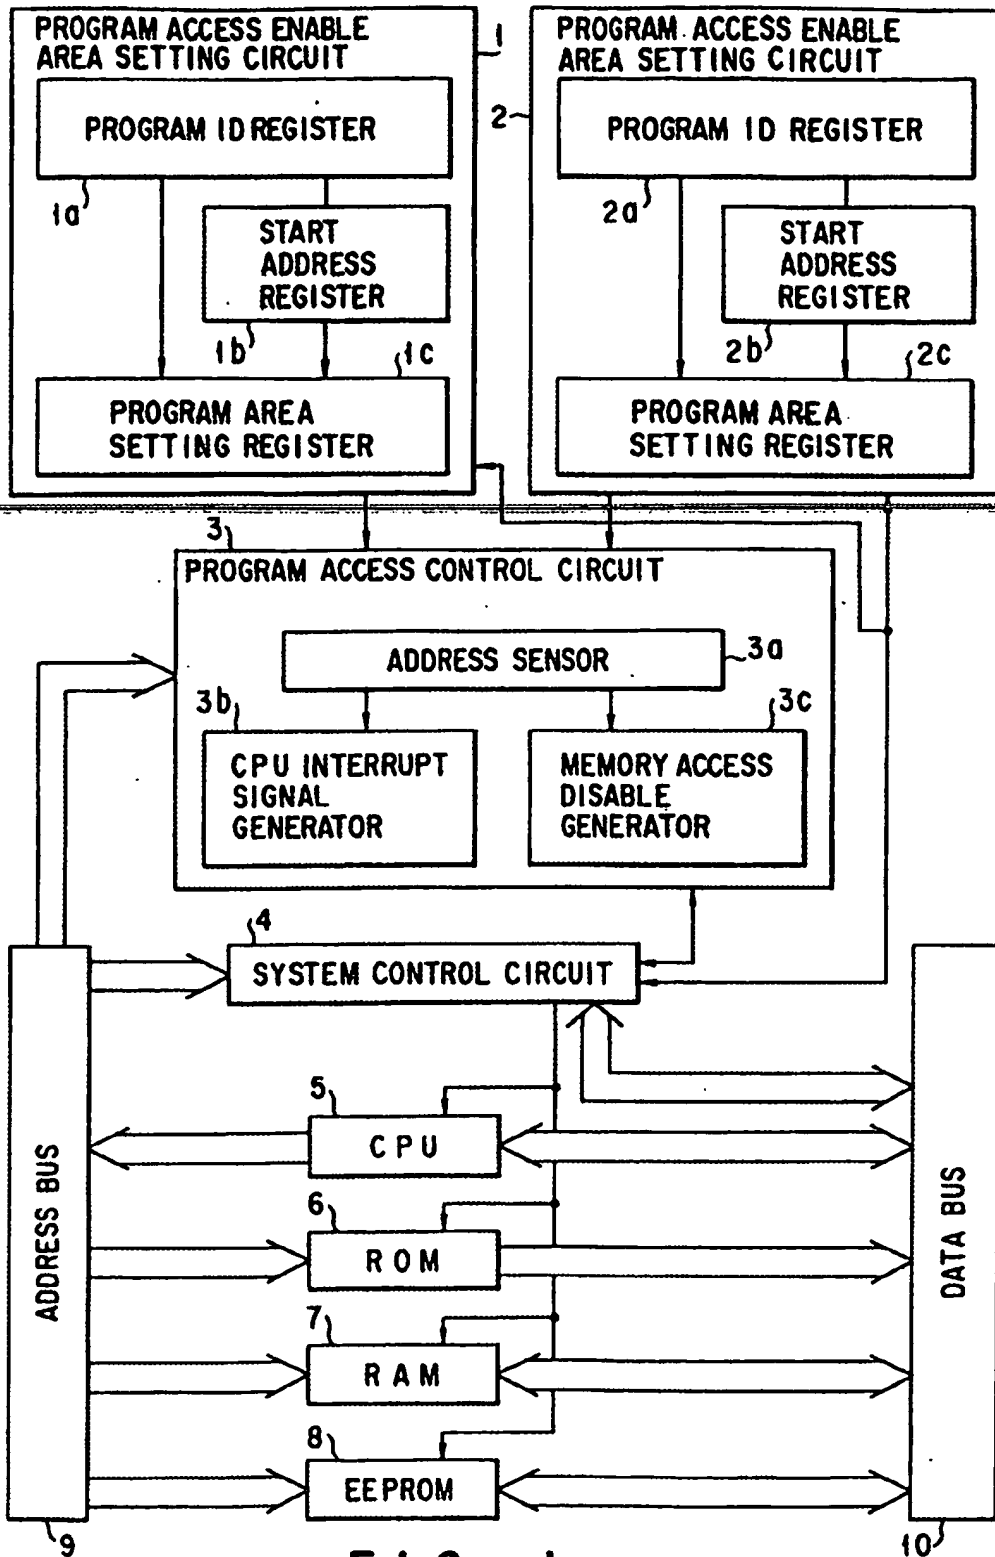 PROGRAM ACCESS ENABLE
AREA SETTING CIRCUIT
1
PROGRAM ID REGISTER
1a
START
ADDRESS
REGISTER
1b
1c
PROGRAM AREA
SETTING REGISTER
PROGRAM ACCESS ENABLE
AREA SETTING CIRCUIT
2
PROGRAM ID REGISTER
2a
START
ADDRESS
REGISTER
2b
2c
PROGRAM AREA
SETTING REGISTER
3
PROGRAM ACCESS CONTROL CIRCUIT
ADDRESS SENSOR
3a
3b
CPU INTERRUPT
SIGNAL
GENERATOR
3c
MEMORY ACCESS
DISABLE
GENERATOR
4
SYSTEM CONTROL CIRCUIT
5
CPU
6
ROM
7
RAM
8
EEPROM
ADDRESS BUS
9
DATA BUS
10